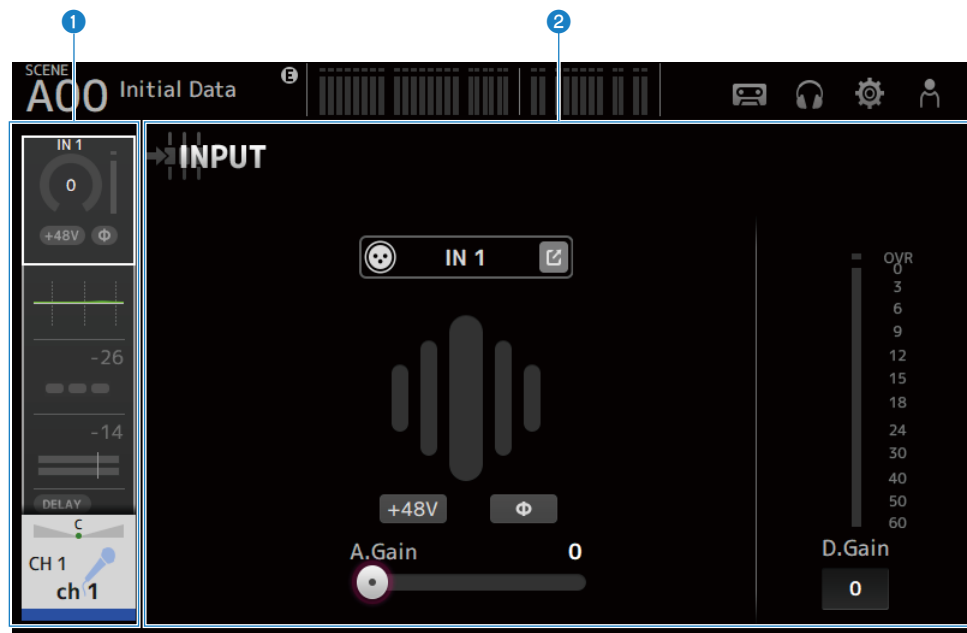 1
2
SCENE
A00 Initial Data E
IN 1
0
+48V Φ
-26
-14
DELAY
C
CH 1
ch 1
INPUT
IN 1
+48V Φ
A.Gain 0
OVR
0
3
6
9
12
15
18
24
30
40
50
60
D.Gain
0